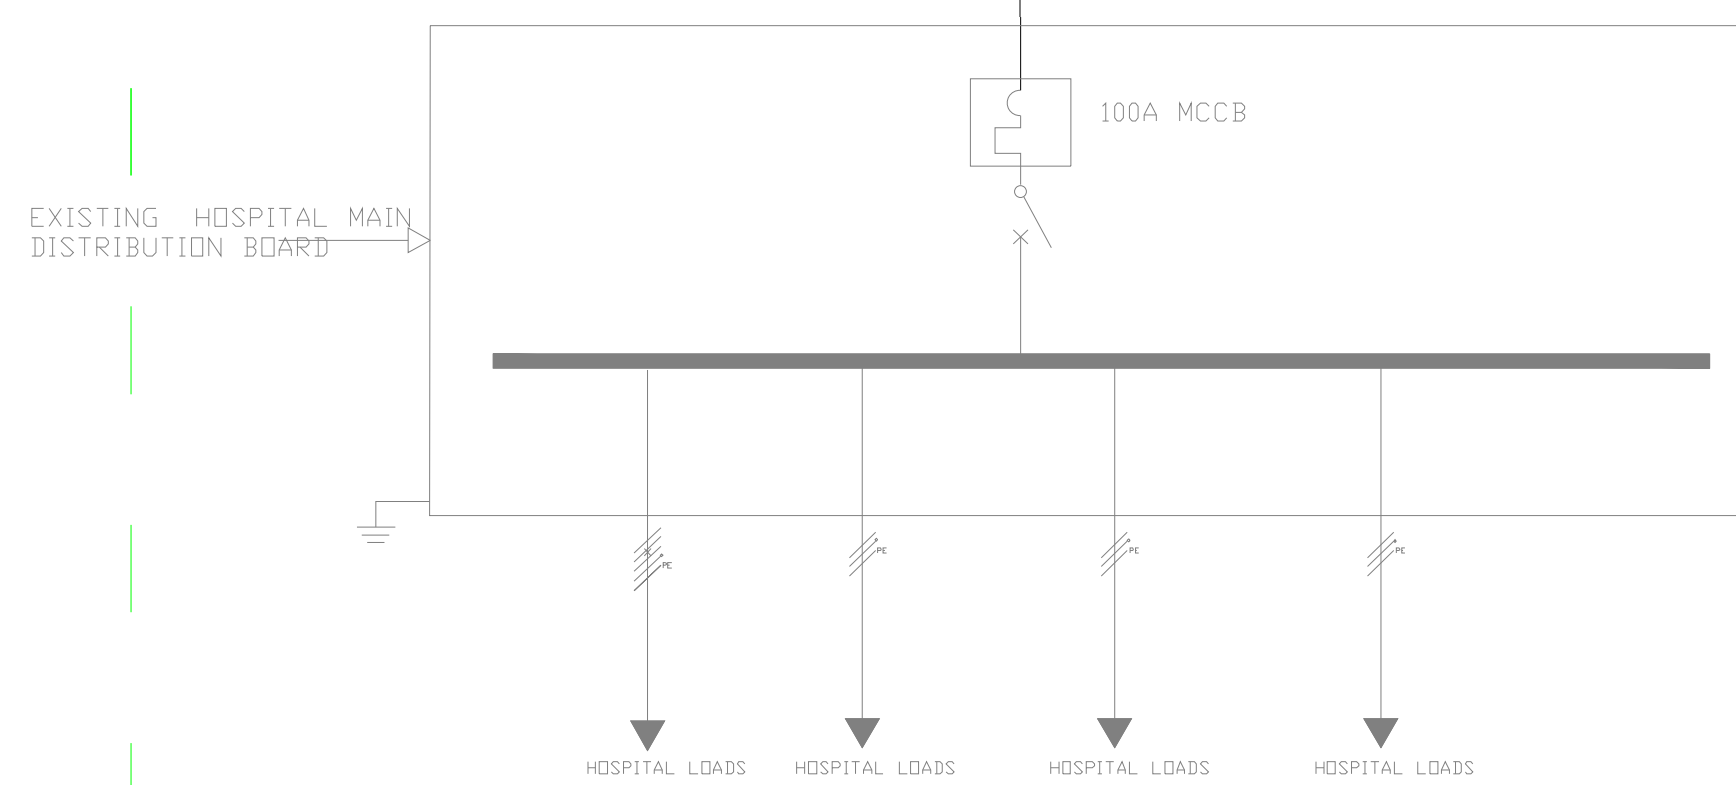 100A MCCB
EXISTING HOSPITAL MAIN
DISTRIBUTION BOARD
PE
PE
PE
PE
HOSPITAL LOADS
HOSPITAL LOADS
HOSPITAL LOADS
HOSPITAL LOADS